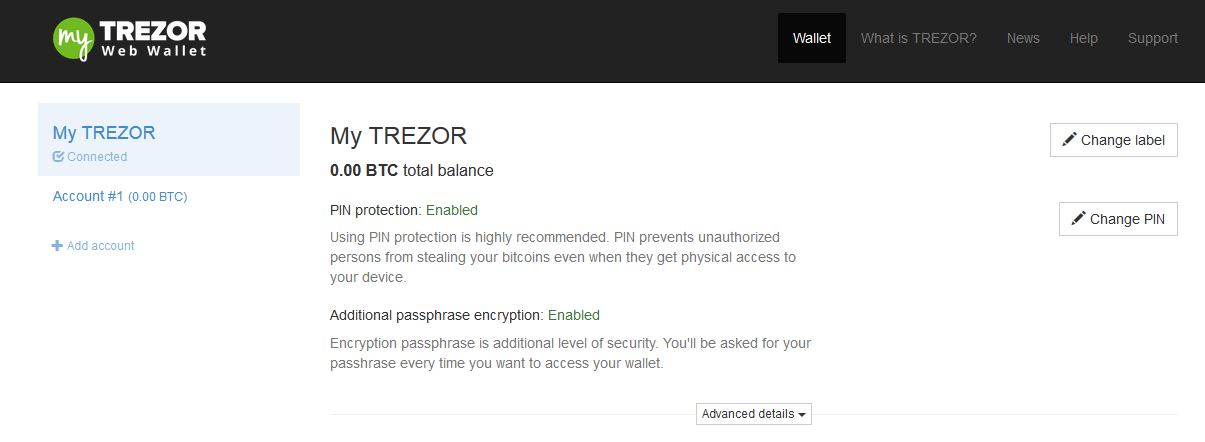 my TREZOR
Web Wallet
Wallet
What is TREZOR?
News
Help
Support
My TREZOR
Connected
Account #1 (0.00 BTC)
Add account
My TREZOR
Change label
0.00 BTC total balance
PIN protection: Enabled
Change PIN
Using PIN protection is highly recommended. PIN prevents unauthorized
persons from stealing your bitcoins even when they get physical access to
your device.
Additional passphrase encryption: Enabled
Encryption passphrase is additional level of security. You'll be asked for your
passhrase every time you want to access your wallet.
Advanced details